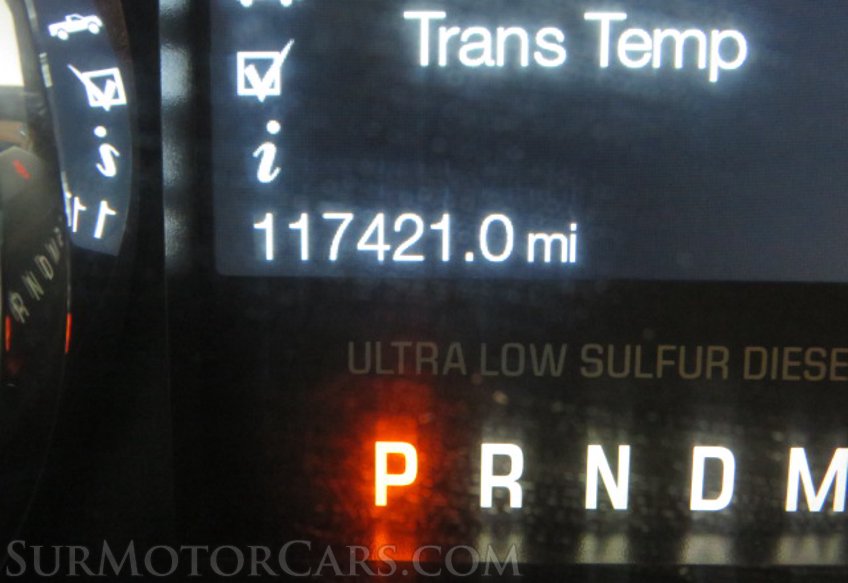 Trans Temp
i
117421.0 mi
ULTRA LOW SULFUR DIESE
P R N D M
SURMOTORCARS.COM